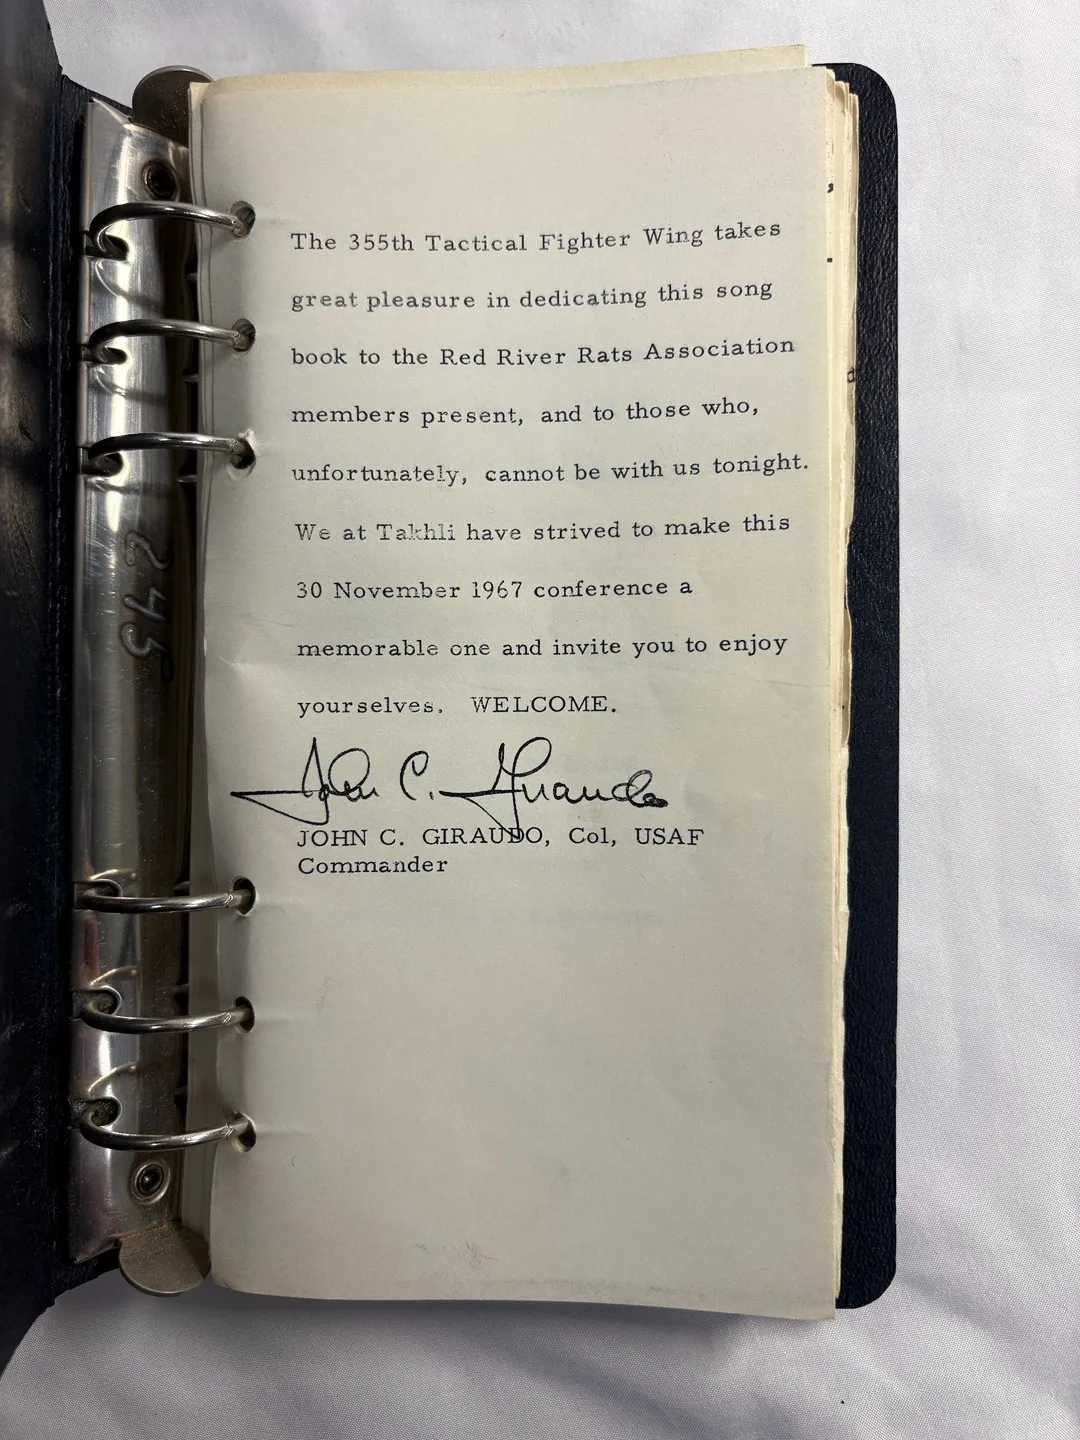 The 355th Tactical Fighter Wing takes
great pleasure in dedicating this song
book to the Red River Rats Association
members present, and to those who,
unfortunately, cannot be with us tonight.
We at Takhli have strived to make this
30 November 1967 conference a
memorable one and invite you to enjoy
yourselves. WELCOME.
John C. Giraudo
JOHN C. GIRAUDO, Col, USAF
Commander
245